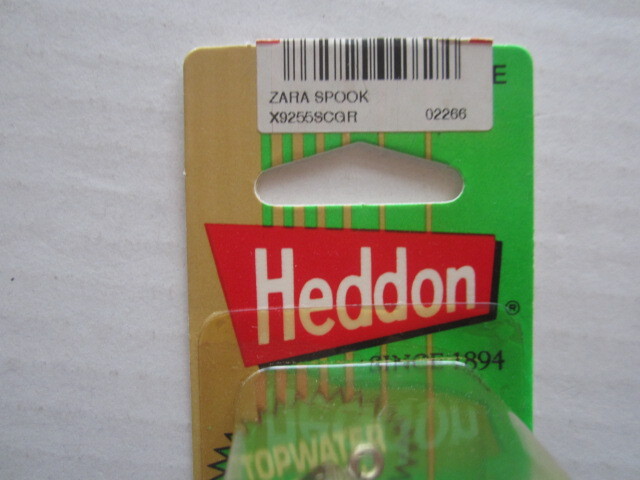 E
ZARA SPOOK
X9255SCGR 02266
Heddon
®
SINCE 1894
TOPWATER